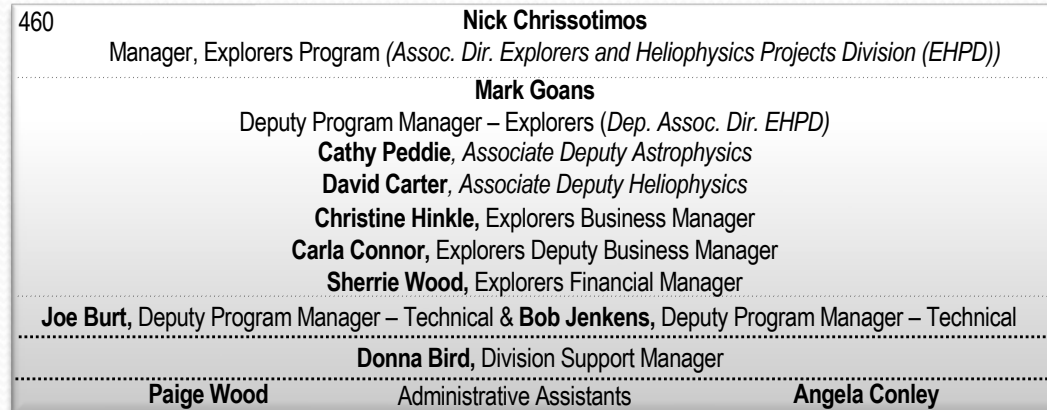 460
Nick Chrissotimos
Manager, Explorers Program (Assoc. Dir. Explorers and Heliophysics Projects Division (EHPD))
Mark Goans
Deputy Program Manager – Explorers (Dep. Assoc. Dir. EHPD)
Cathy Peddie, Associate Deputy Astrophysics
David Carter, Associate Deputy Heliophysics
Christine Hinkle, Explorers Business Manager
Carla Connor, Explorers Deputy Business Manager
Sherrie Wood, Explorers Financial Manager
Joe Burt, Deputy Program Manager – Technical & Bob Jenkens, Deputy Program Manager – Technical
Donna Bird, Division Support Manager
Paige Wood Administrative Assistants Angela Conley